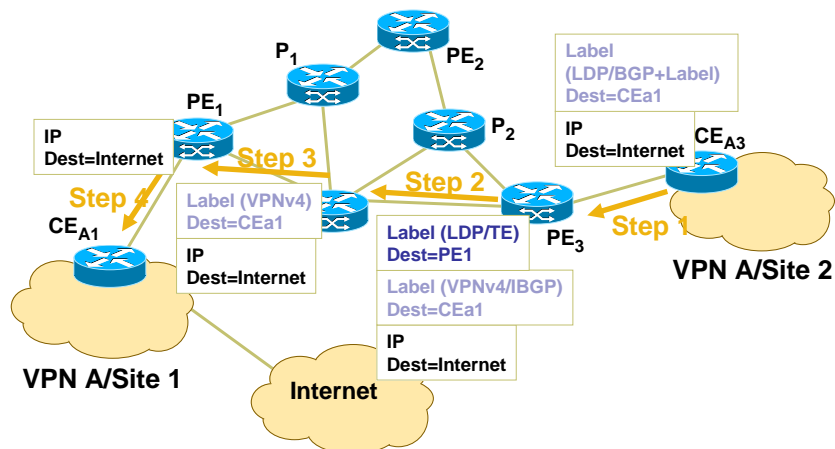 P1
PE2
Label
(LDP/BGP+Label)
Dest=CEa1
PE1
P2
IP
Dest=Internet
IP
Dest=Internet
CEA3
Step 3
Step 4
Step 2
Label (VPNv4)
Dest=CEa1
CEA1
PE3
Step 1
Label (LDP/TE)
Dest=PE1
IP
Dest=Internet
Label (VPNv4/IBGP)
Dest=CEa1
VPN A/Site 2
IP
Dest=Internet
VPN A/Site 1
Internet